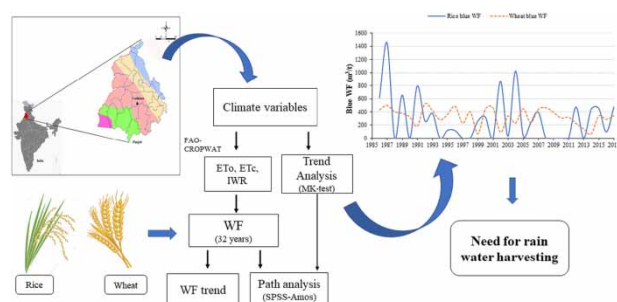 Rice blue WF
Wheat blue WF
1600
1400
1200
1000
800
600
400
200
0
Blue WF (m³/t)
1985 1987 1989 1991 1993 1995 1997 1999 2001 2003 2005 2007 2009 2011 2013
Climate variables
FAO-
CROPWAT
ETo, ETc,
IWR
Trend
Analysis
(MK-test)
WF
(32 years)
WF trend
Path analysis
(SPSS-Amos)
Rice
Wheat
Need for rain
water harvesting